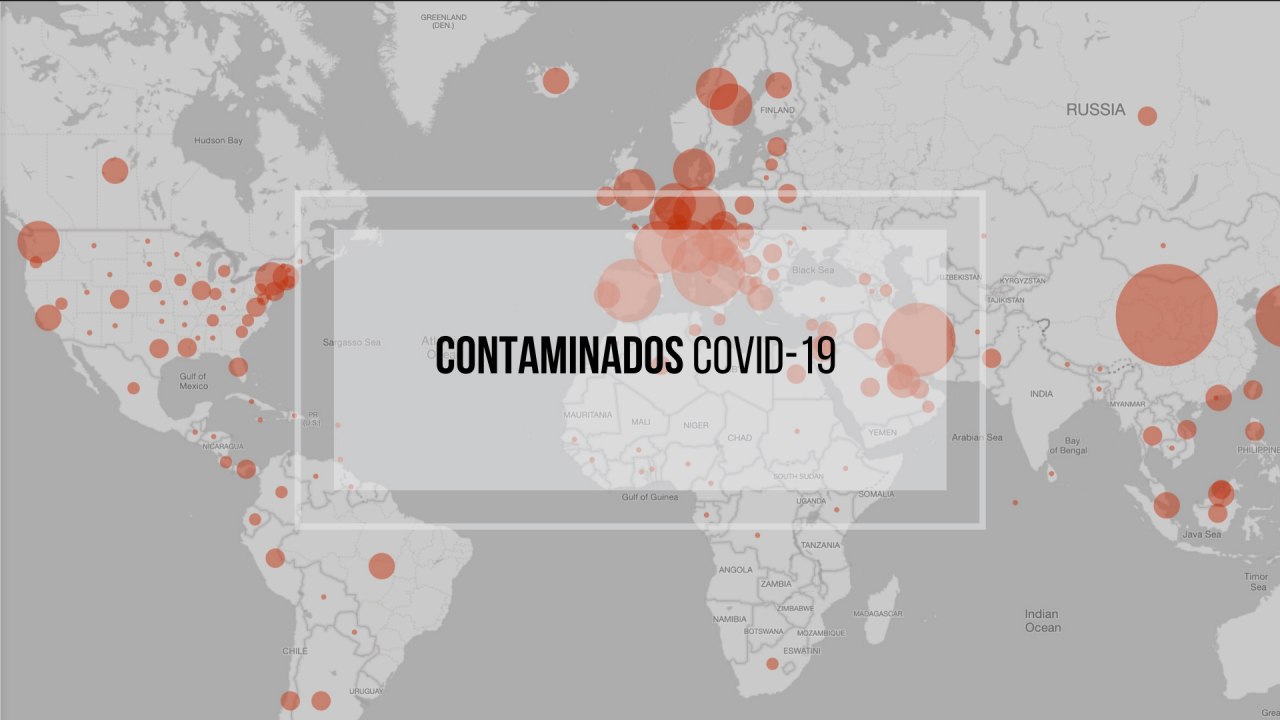 GREENLAND
(DEN.)
RUSSIA
FINLAND
Hudson Bay
Black Sea
UZBEKISTAN
KYRGYZSTAN
TAJIKISTAN
Sargasso Sea
CONTAMINADOS COVID-19
Gulf of
Mexico
INDIA
MYANMAR
PR
(U.S.)
MAURITANIA
MALI
NIGER
CHAD
YEMEN
Arabian Sea
Bay
of Bengal
PHILIPPINE
NICARAGUA
SOUTH SUDAN
Gulf of Guinea
UGANDA
SOMALIA
Java Sea
TANZANIA
ANGOLA
ZAMBIA
Timor
Sea
ZIMBABWE
MADAGASCAR
NAMIBIA
BOTSWANA
MOZAMBIQUE
Indian
Ocean
CHILE
ESWATINI
URUGUAY
Grea